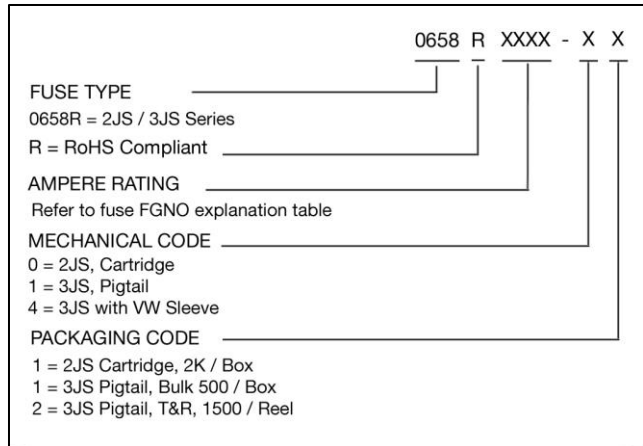 0658 R XXXX - X X
FUSE TYPE
0658R = 2JS / 3JS Series
R = RoHS Compliant
AMPERE RATING
Refer to fuse FGNO explanation table
MECHANICAL CODE
0 = 2JS, Cartridge
1 = 3JS, Pigtail
4 = 3JS with VW Sleeve
PACKAGING CODE
1 = 2JS Cartridge, 2K / Box
1 = 3JS Pigtail, Bulk 500 / Box
2 = 3JS Pigtail, T&R, 1500 / Reel